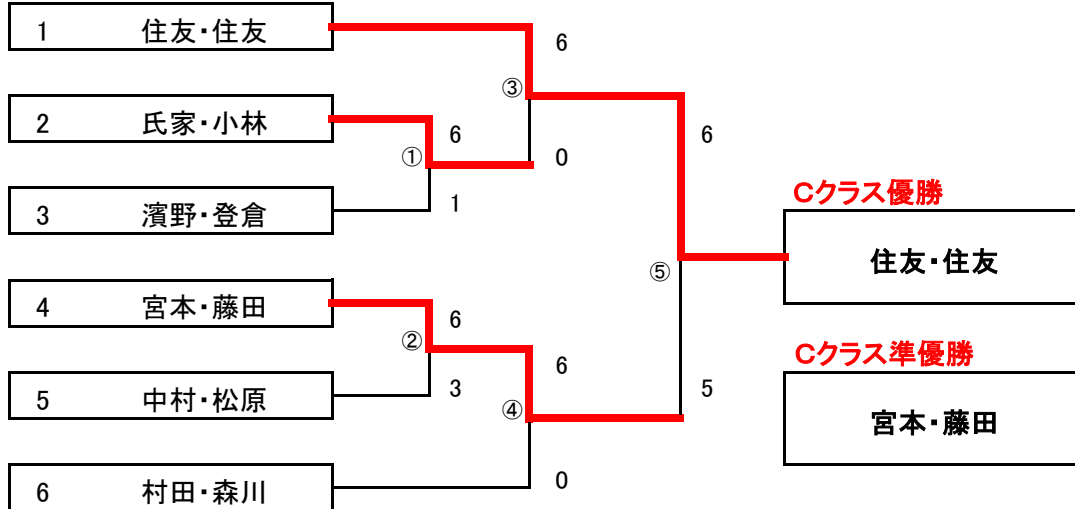 1 住友・住友
6
③
2 氏家・小林
6
6
①
0
Cクラス優勝
3 濱野・登倉
1
住友・住友
⑤
4 宮本・藤田
6
②
Cクラス準優勝
6
3
5
5 中村・松原
④
宮本・藤田
0
6 村田・森川